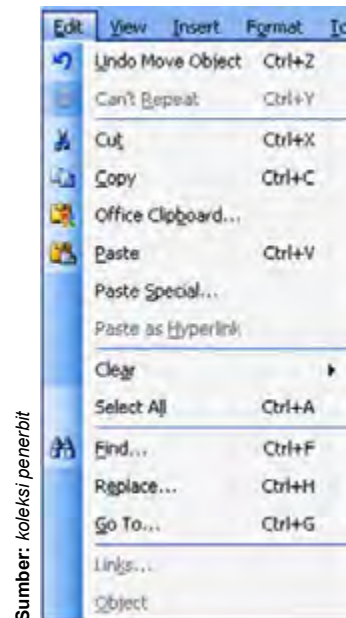 Edit View Insert Format To
Undo Move Object Ctrl+Z
Can't Repeat Ctrl+Y
Cut Ctrl+X
Copy Ctrl+C
Office Clipboard...
Paste Ctrl+V
Paste Special...
Paste as Hyperlink
Clear
Select All Ctrl+A
Find... Ctrl+F
Replace... Ctrl+H
Go To... Ctrl+G
Links...
Object
Sumber: koleksi penerbit